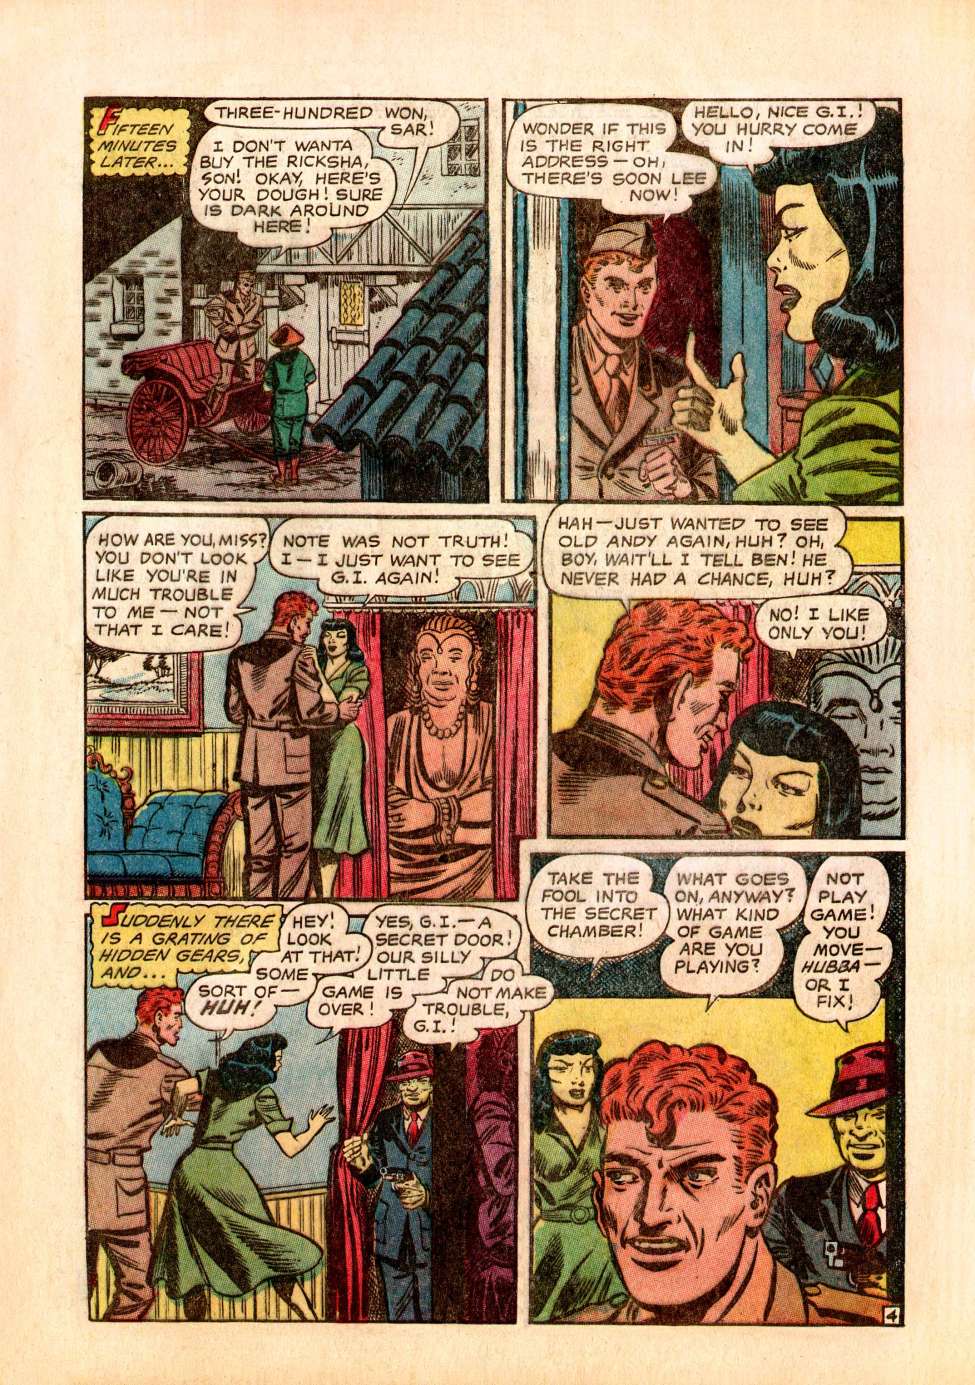 FIFTEEN
MINUTES
LATER...
THREE-HUNDRED WON,
SAR!
I DON'T WANTA
BUY THE RICKSHA,
SON! OKAY, HERE'S
YOUR DOUGH! SURE
IS DARK AROUND
HERE!
WONDER IF THIS
IS THE RIGHT
ADDRESS—OH,
THERE'S SOON LEE
NOW!
HELLO, NICE G.I.!
YOU HURRY COME
IN!
HOW ARE YOU, MISS?
YOU DON'T LOOK
LIKE YOU'RE IN
MUCH TROUBLE
TO ME—NOT
THAT I CARE!
NOTE WAS NOT TRUTH!
I—I JUST WANT TO SEE
G.I. AGAIN!
HAH—JUST WANTED TO SEE
OLD ANDY AGAIN, HUH? OH,
BOY, WAIT'LL I TELL BEN! HE
NEVER HAD A CHANCE, HUH?
NO! I LIKE
ONLY YOU!
SUDDENLY THERE
IS A GRATING OF
HIDDEN GEARS,
AND...
HEY!
LOOK
AT THAT!
SOME
SORT OF—
HUH!
YES, G.I.—A
SECRET DOOR!
OUR SILLY
LITTLE
GAME IS
OVER!
DO
NOT MAKE
TROUBLE,
G.I.!
TAKE THE
FOOL INTO
THE SECRET
CHAMBER!
WHAT GOES
ON, ANYWAY?
WHAT KIND
OF GAME
ARE YOU
PLAYING?
NOT
PLAY
GAME!
YOU
MOVE—
HUBBA—
OR I
FIX!
4